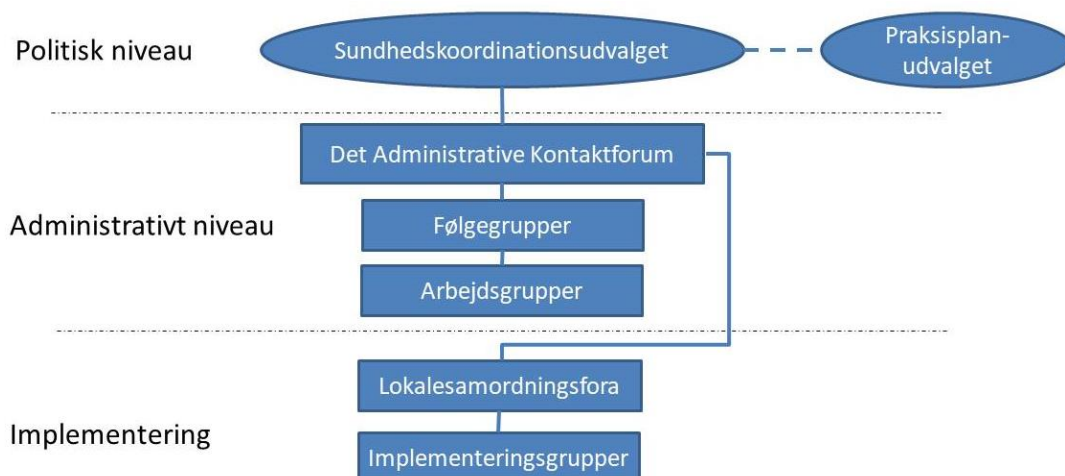 Politisk niveau
Sundhedskoordinationsudvalget
Praksisplan-
udvalget
Det Administrative Kontaktforum
Administrativt niveau
Følgegrupper
Arbejdsgrupper
Lokalesamordningsfora
Implementering
Implementeringsgrupper